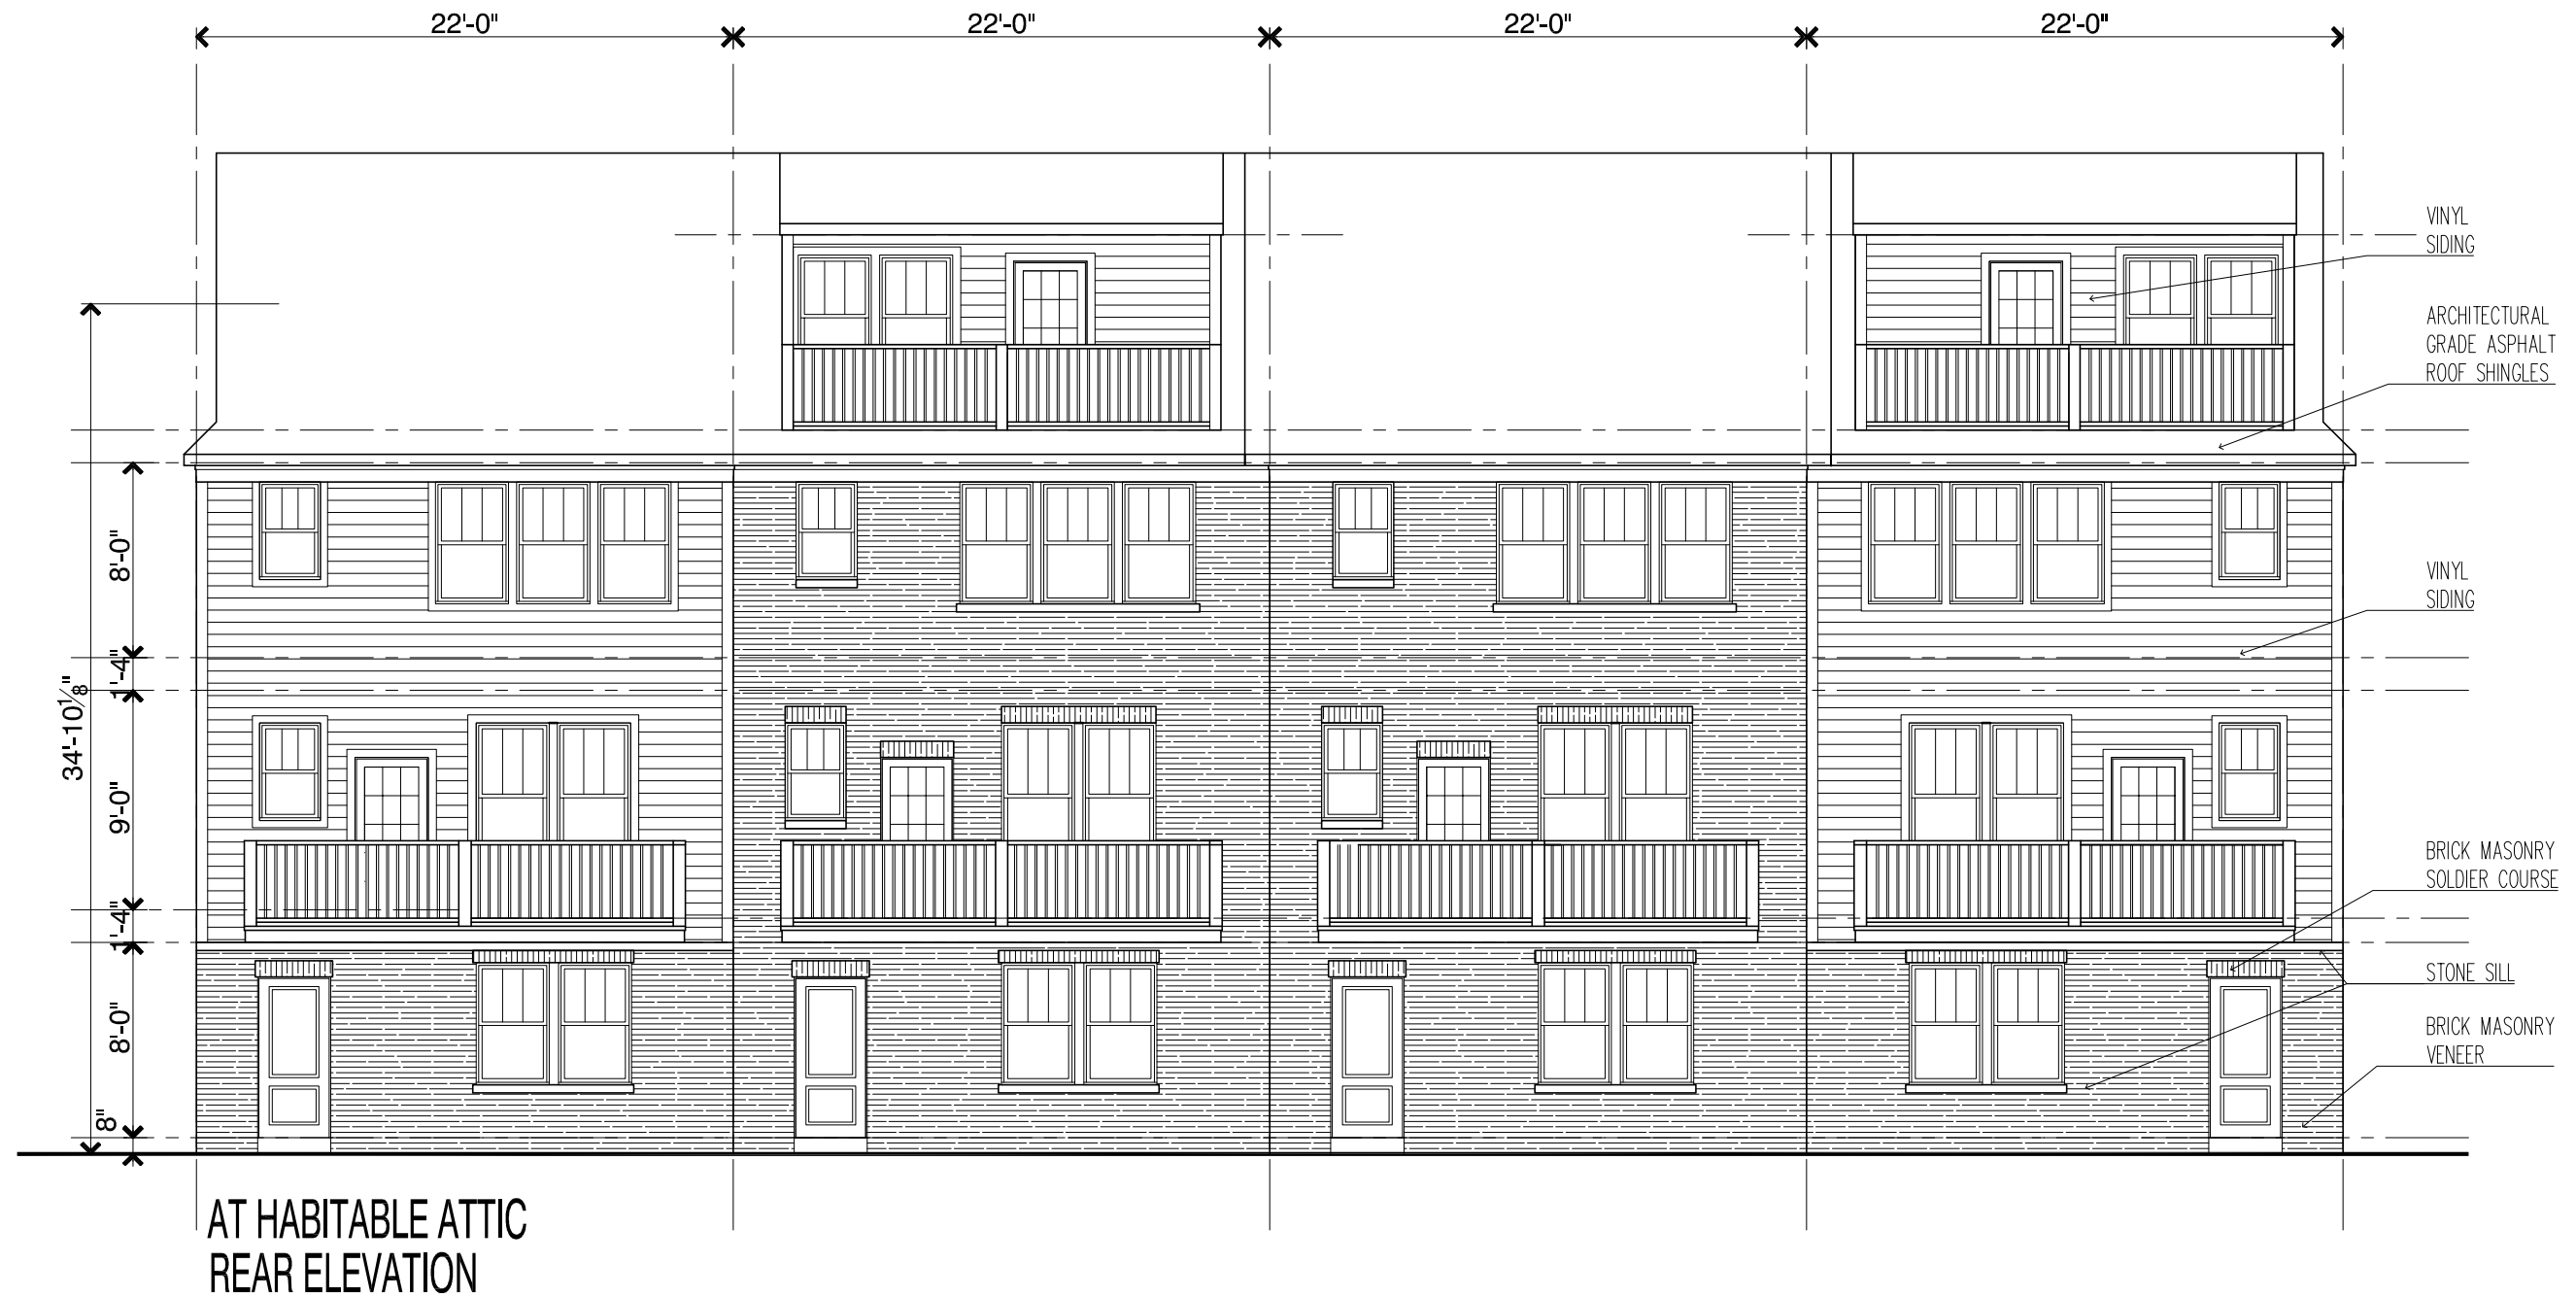 22'-0"
22'-0"
22'-0"
22'-0"
VINYL
SIDING
ARCHITECTURAL
GRADE ASPHALT
ROOF SHINGLES
8'-0"
VINYL
SIDING
1'-4"
34'-10⅛"
9'-0"
BRICK MASONRY
SOLDIER COURSE
1'-4"
STONE SILL
8'-0"
BRICK MASONRY
VENEER
8"
AT HABITABLE ATTIC
REAR ELEVATION